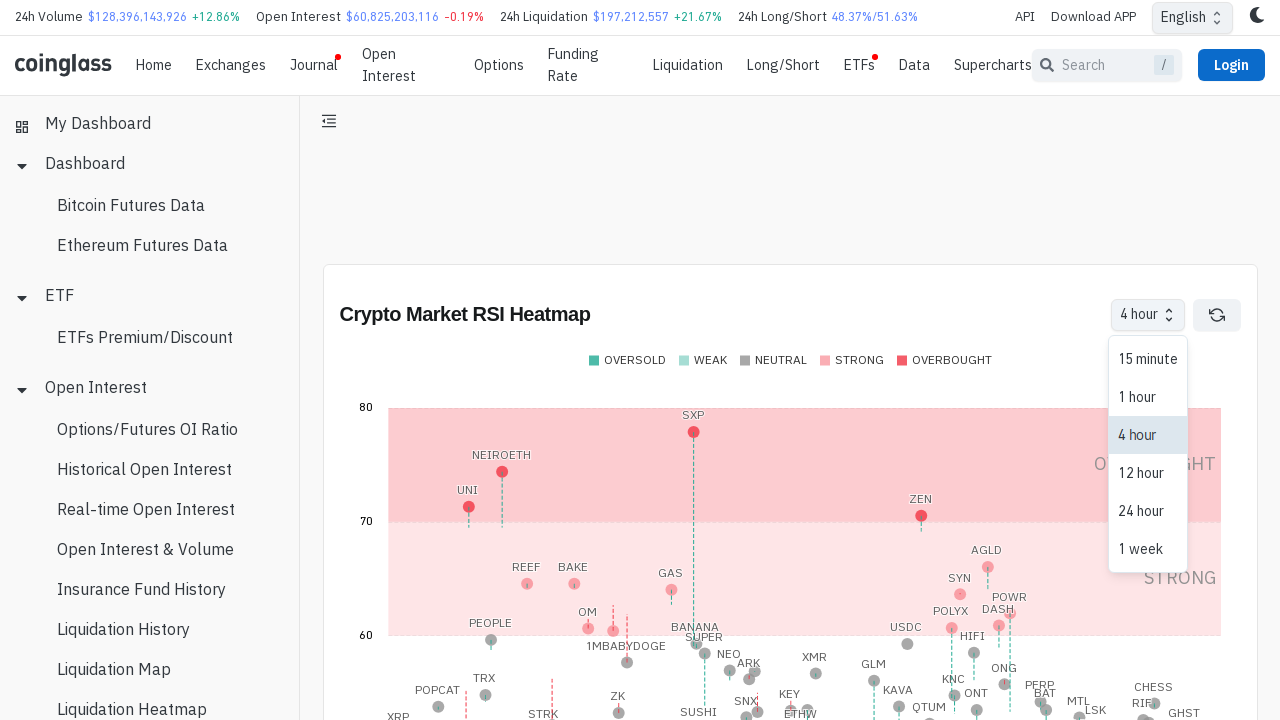 24h Volume $128,396,143,926 +12.86% Open Interest $60,825,203,116 -0.19% 24h Liquidation $197,212,557 +21.67% 24h Long/Short 48.37%/51.63% API Download APP English
coinglass Home Exchanges Journal Open Interest Options Funding Rate Liquidation Long/Short ETFs Data Supercharts Search / Login
My Dashboard
Dashboard
Bitcoin Futures Data
Ethereum Futures Data
ETF
ETFs Premium/Discount
Open Interest
Options/Futures OI Ratio
Historical Open Interest
Real-time Open Interest
Open Interest & Volume
Insurance Fund History
Liquidation History
Liquidation Map
Liquidation Heatmap
Crypto Market RSI Heatmap 4 hour
15 minute
1 hour
4 hour
12 hour
24 hour
1 week
OVERSOLD WEAK NEUTRAL STRONG OVERBOUGHT
80
SXP
NEIROETH
UNI
ZEN
70
AGLD
REEF BAKE GAS SYN
STRONG
POWR
OM POLYX DASH
PEOPLE BANANA USDC
60
SUPER HIFI
1MBABYDOGE NEO ARK XMR GLM ONG
TRX KNC PERP CHESS
POPCAT ZK SNX KEY KAVA ONT BAT MTL RIF
XRP STRK SUSHI ETHW QTUM LSK GHST